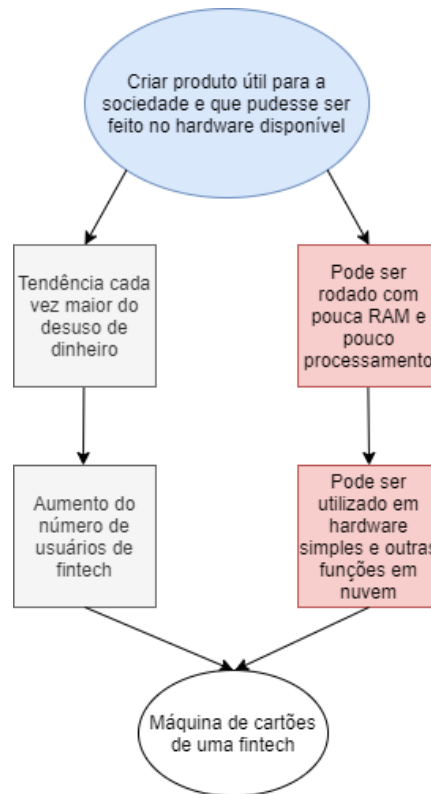 Criar produto útil para a
sociedade e que pudesse ser
feito no hardware disponível
Tendência cada
vez maior do
desuso de
dinheiro
Pode ser
rodado com
pouca RAM e
pouco
processamento
Aumento do
número de
usuários de
fintech
Pode ser
utilizado em
hardware
simples e outras
funções em
nuvem
Máquina de cartões
de uma fintech